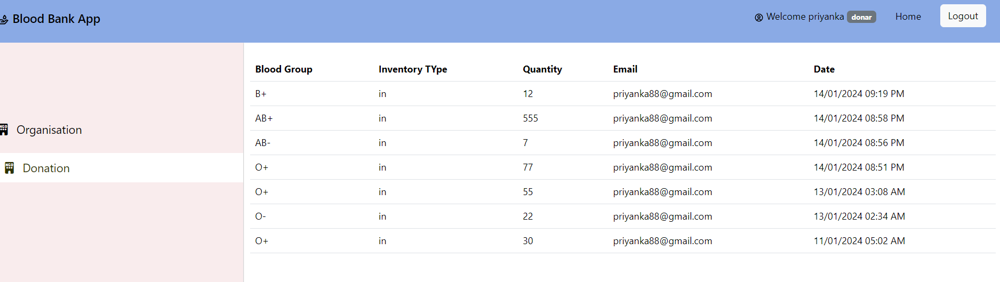 Blood Bank App
Welcome priyanka donar Home Logout
Organisation
NGO Donation
Blood Group Inventory TYpe Quantity Email Date
B+ in 12 priyanka88@gmail.com 14/01/2024 09:19 PM
AB+ in 555 priyanka88@gmail.com 14/01/2024 08:58 PM
AB- in 7 priyanka88@gmail.com 14/01/2024 08:56 PM
O+ in 77 priyanka88@gmail.com 14/01/2024 08:51 PM
O+ in 55 priyanka88@gmail.com 13/01/2024 03:08 AM
O- in 22 priyanka88@gmail.com 13/01/2024 02:34 AM
O+ in 30 priyanka88@gmail.com 11/01/2024 05:02 AM